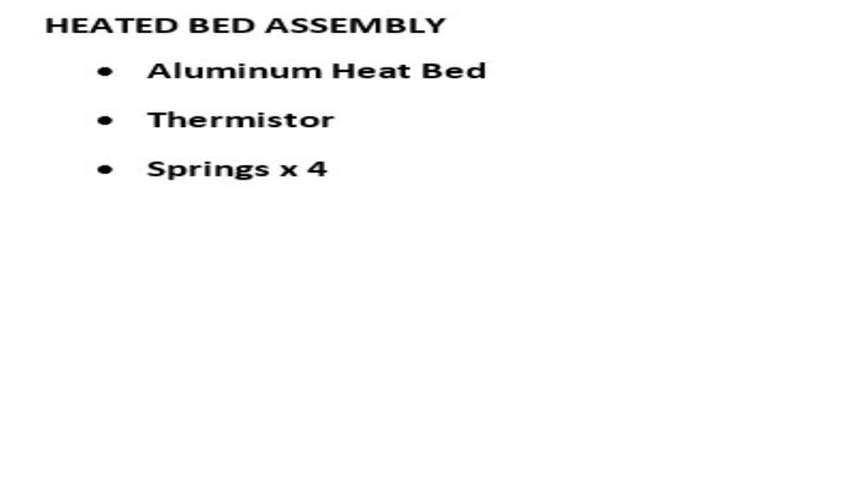 HEATED BED ASSEMBLY
• Aluminum Heat Bed
• Thermistor
• Springs x 4